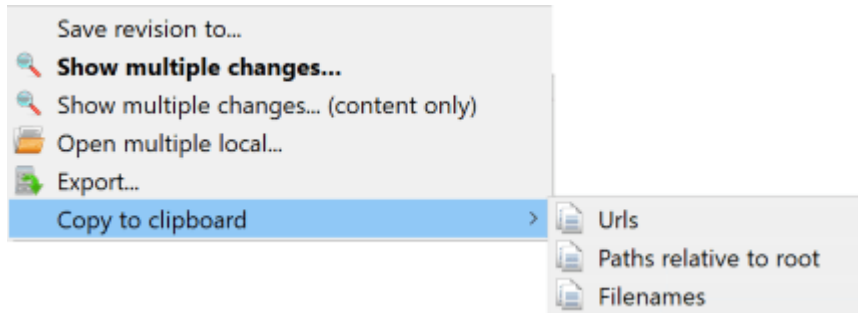 Save revision to...
Show multiple changes...
Show multiple changes... (content only)
Open multiple local...
Export...
Copy to clipboard
Urls
Paths relative to root
Filenames